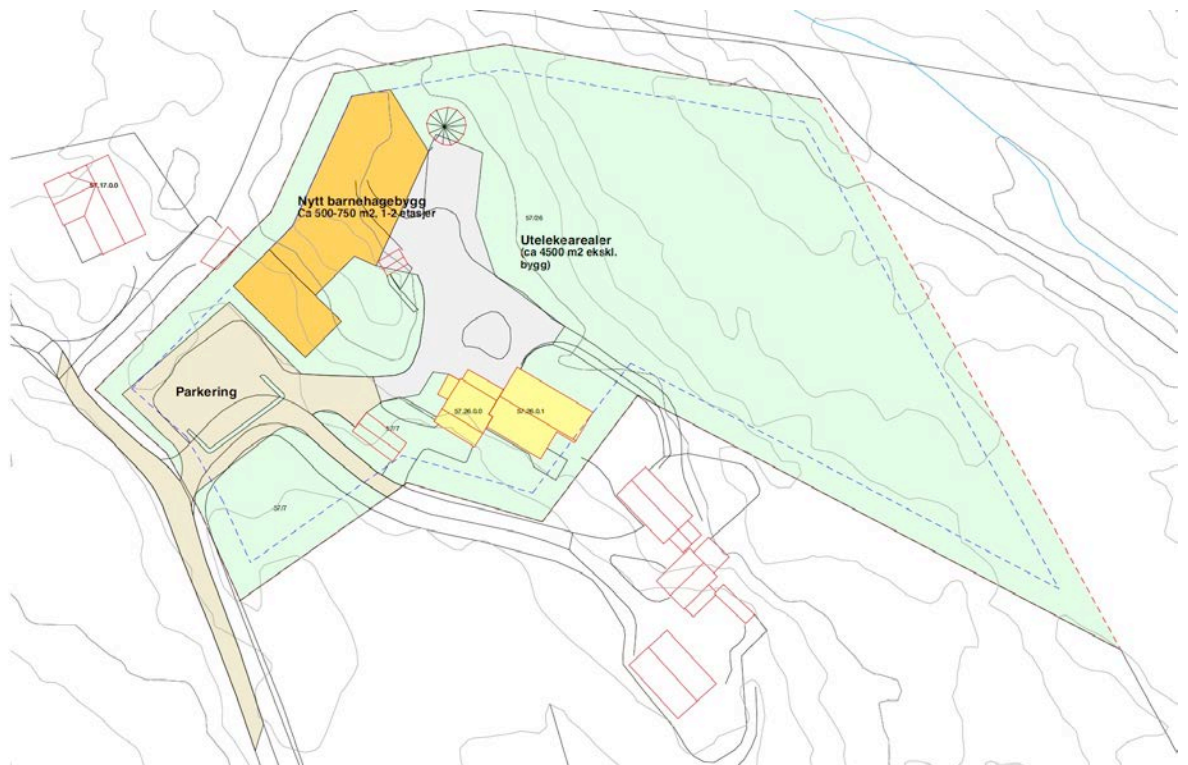 57.17.0.0
Nytt barnehagebygg
Ca 500-750 m2, 1-2 etasjer
57/26
Utelekearealer
(ca 4500 m2 ekskl.
bygg)
Parkering
57.26.0.0
57.26.0.1
57/7
57/7